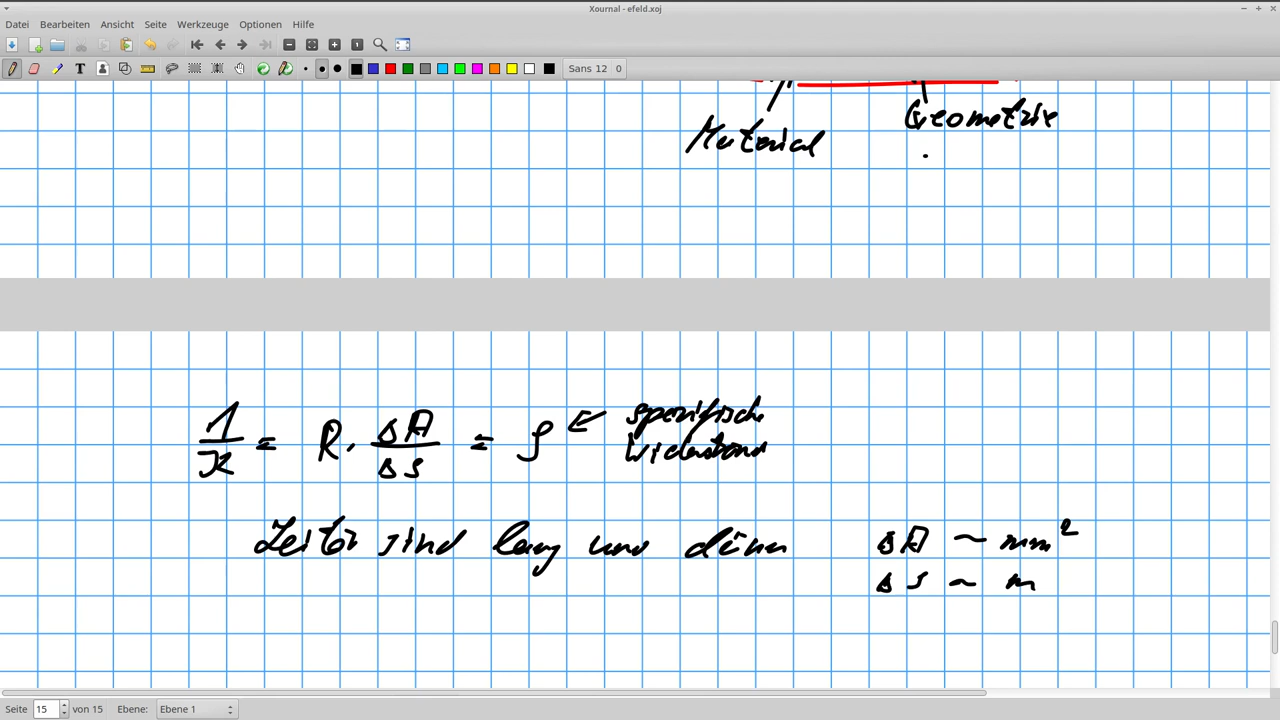 Xournal - efeld.xoj
Datei Bearbeiten Ansicht Seite Werkzeuge Optionen Hilfe
Sans 12 0
Geometrie
Material
1/ϰ = R · ΔA/Δs = ρ ⇐ spezifische
Widerstand
Leiter sind lang und dünn ΔA ~ mm²
Δs ~ m
Seite 15 von 15 Ebene: Ebene 1